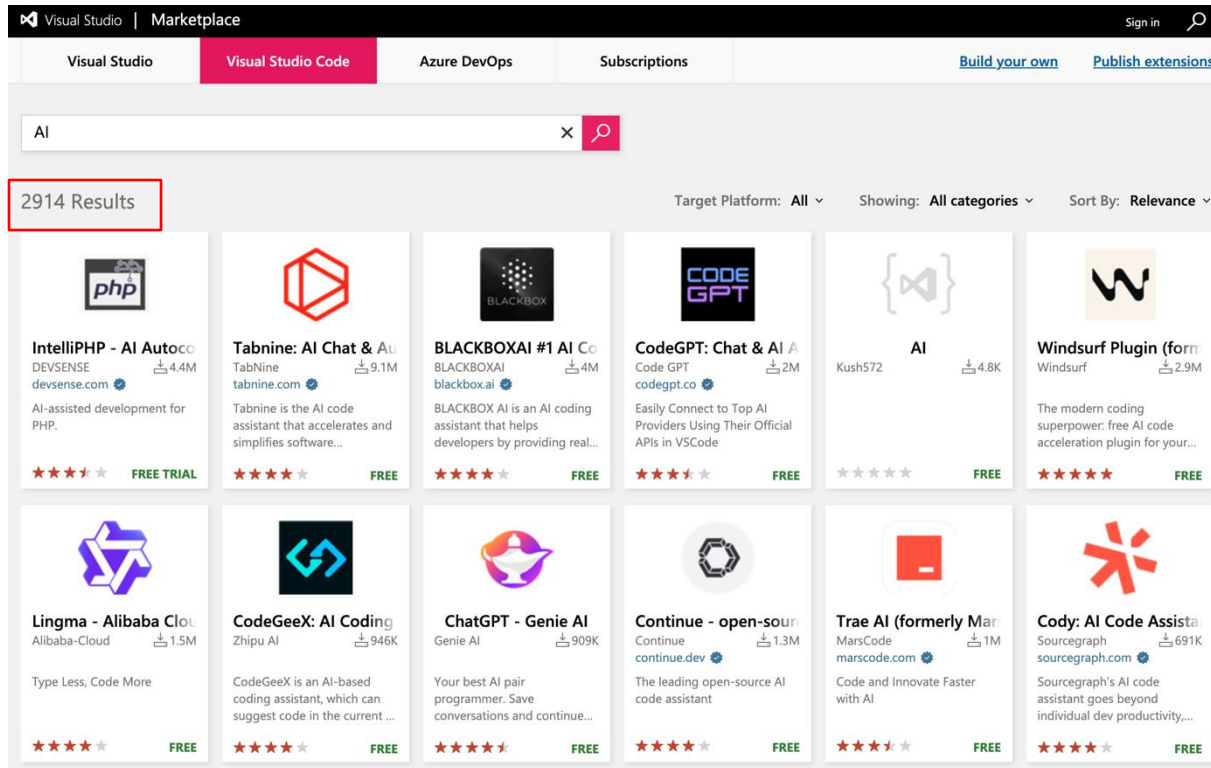 Visual Studio | Marketplace
Sign in
Visual Studio
Visual Studio Code
Azure DevOps
Subscriptions
Build your own
Publish extensions
AI
2914 Results
Target Platform: All
Showing: All categories
Sort By: Relevance
php
IntelliPHP - AI Autoco
DEVSENSE 4.4M
devsense.com
AI-assisted development for
PHP.
FREE TRIAL
Tabnine: AI Chat & Au
TabNine 9.1M
tabnine.com
Tabnine is the AI code
assistant that accelerates and
simplifies software...
FREE
BLACKBOX
BLACKBOXAI #1 AI Co
BLACKBOXAI 4M
blackbox.ai
BLACKBOX AI is an AI coding
assistant that helps
developers by providing real...
FREE
CODE
GPT
CodeGPT: Chat & AI A
Code GPT 2M
codegpt.co
Easily Connect to Top AI
Providers Using Their Official
APIs in VSCode
FREE
AI
Kush572 4.8K
FREE
Windsurf Plugin (form
Windsurf 2.9M
The modern coding
superpower: free AI code
acceleration plugin for your...
FREE
Lingma - Alibaba Clou
Alibaba-Cloud 1.5M
Type Less, Code More
FREE
CodeGeeX: AI Coding
Zhipu AI 946K
CodeGeeX is an AI-based
coding assistant, which can
suggest code in the current ...
FREE
ChatGPT - Genie AI
Genie AI 909K
Your best AI pair
programmer. Save
conversations and continue...
FREE
Continue - open-sour
Continue 1.3M
continue.dev
The leading open-source AI
code assistant
FREE
Trae AI (formerly Mar
MarsCode 1M
marscode.com
Code and Innovate Faster
with AI
FREE
Cody: AI Code Assista
Sourcegraph 691K
sourcegraph.com
Sourcegraph's AI code
assistant goes beyond
individual dev productivity,...
FREE